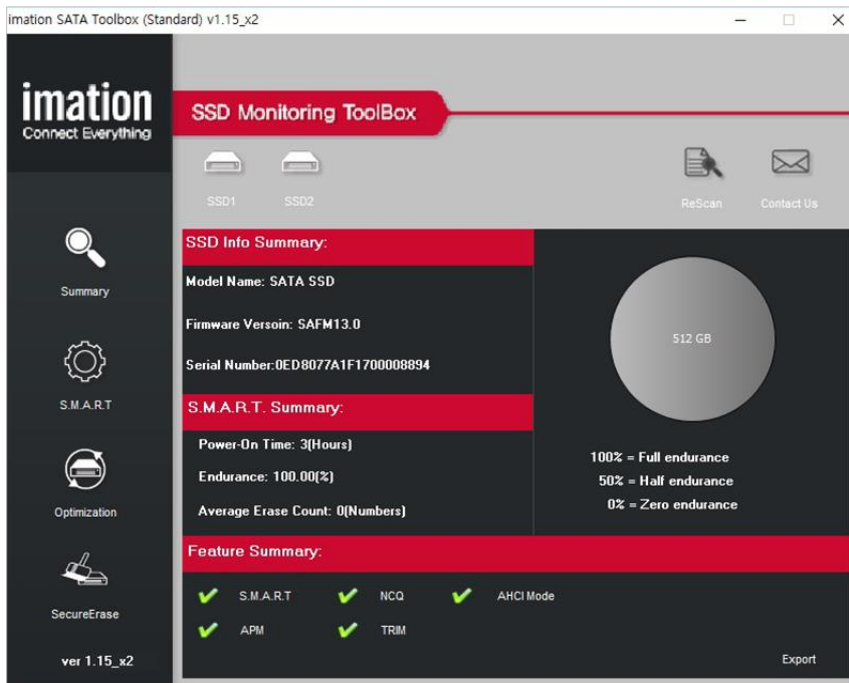 imation SATA Toolbox (Standard) v1.15_x2
imation
Connect Everything
SSD Monitoring ToolBox
SSD1
SSD2
ReScan
Contact Us
Summary
S.M.A.R.T
Optimization
SecureErase
ver 1.15_x2
SSD Info Summary:
Model Name: SATA SSD
Firmware Versoin: SAFM13.0
Serial Number:0ED8077A1F1700008894
S.M.A.R.T. Summary:
Power-On Time: 3(Hours)
Endurance: 100.00(%)
Average Erase Count: 0(Numbers)
512 GB
100% = Full endurance
50% = Half endurance
0% = Zero endurance
Feature Summary:
S.M.A.R.T
NCQ
AHCI Mode
APM
TRIM
Export